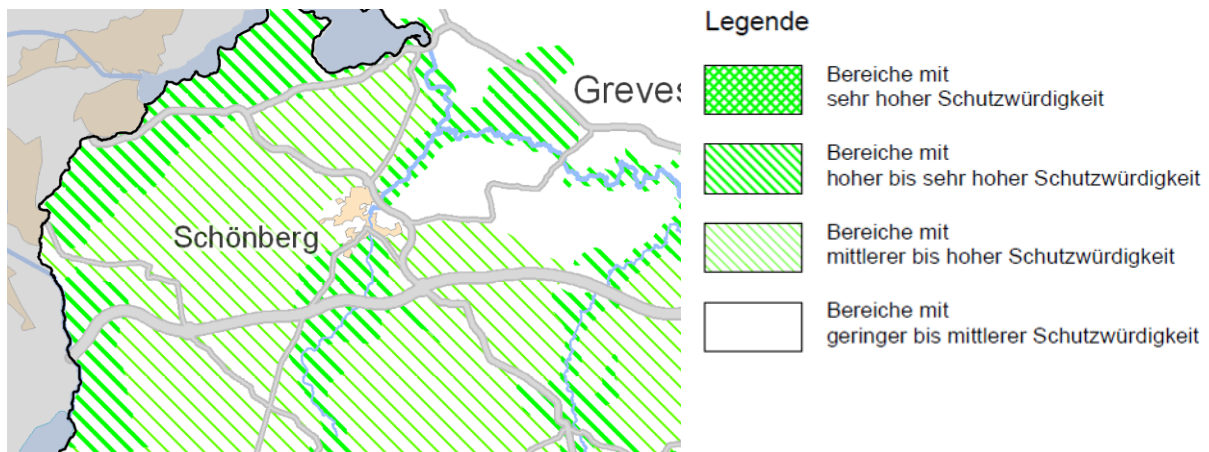 Greves
Schönberg
Legende
Bereiche mit
sehr hoher Schutzwürdigkeit
Bereiche mit
hoher bis sehr hoher Schutzwürdigkeit
Bereiche mit
mittlerer bis hoher Schutzwürdigkeit
Bereiche mit
geringer bis mittlerer Schutzwürdigkeit